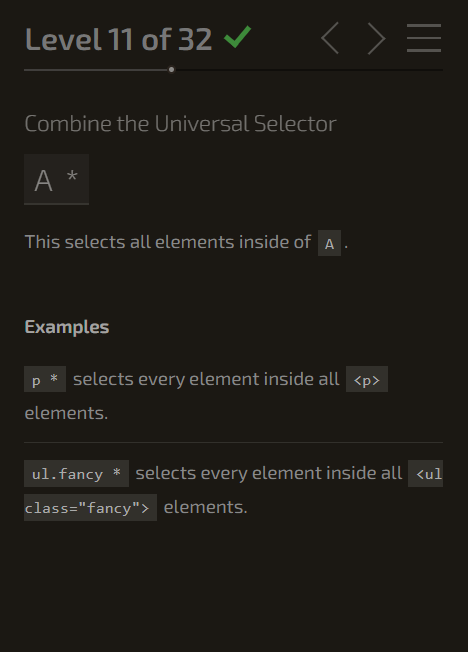 Level 11 of 32
Combine the Universal Selector
A *
This selects all elements inside of A .
Examples
p * selects every element inside all <p>
elements.
ul.fancy * selects every element inside all <ul
class="fancy"> elements.